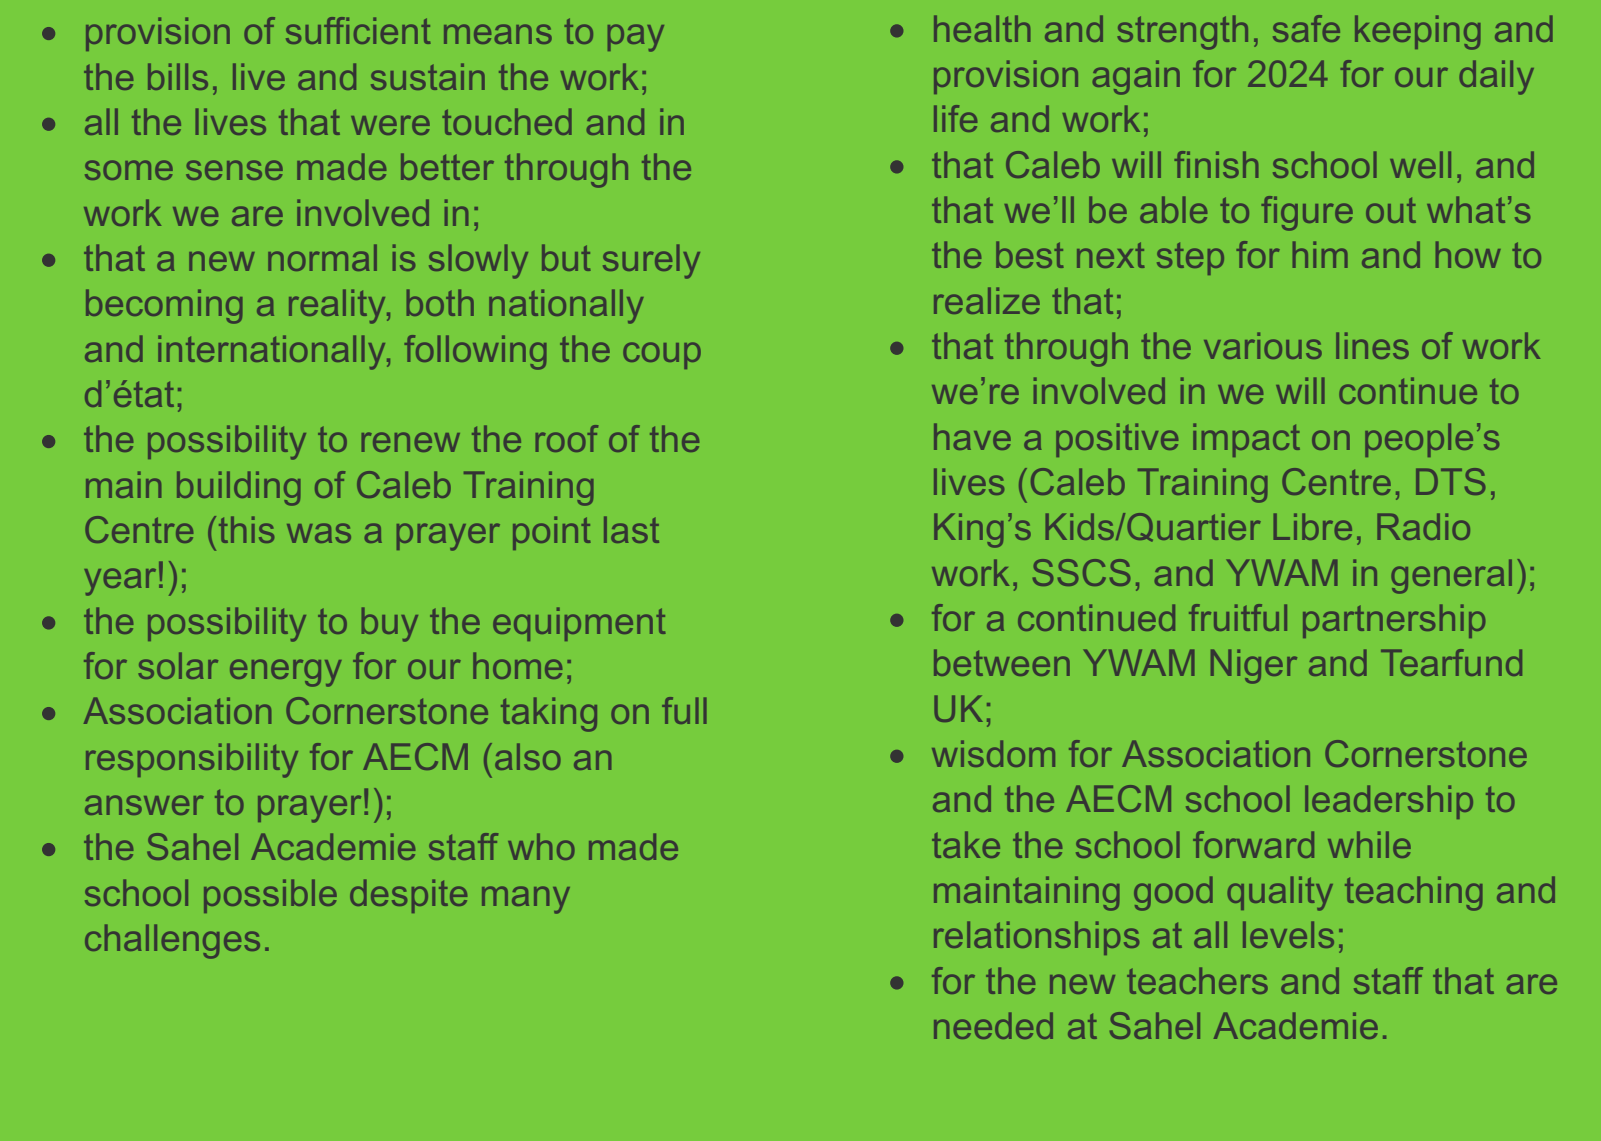 • provision of sufficient means to pay
the bills, live and sustain the work;
• all the lives that were touched and in
some sense made better through the
work we are involved in;
• that a new normal is slowly but surely
becoming a reality, both nationally
and internationally, following the coup
d’état;
• the possibility to renew the roof of the
main building of Caleb Training
Centre (this was a prayer point last
year!);
• the possibility to buy the equipment
for solar energy for our home;
• Association Cornerstone taking on full
responsibility for AECM (also an
answer to prayer!);
• the Sahel Academie staff who made
school possible despite many
challenges.
• health and strength, safe keeping and
provision again for 2024 for our daily
life and work;
• that Caleb will finish school well, and
that we’ll be able to figure out what’s
the best next step for him and how to
realize that;
• that through the various lines of work
we’re involved in we will continue to
have a positive impact on people’s
lives (Caleb Training Centre, DTS,
King’s Kids/Quartier Libre, Radio
work, SSCS, and YWAM in general);
• for a continued fruitful partnership
between YWAM Niger and Tearfund
UK;
• wisdom for Association Cornerstone
and the AECM school leadership to
take the school forward while
maintaining good quality teaching and
relationships at all levels;
• for the new teachers and staff that are
needed at Sahel Academie.